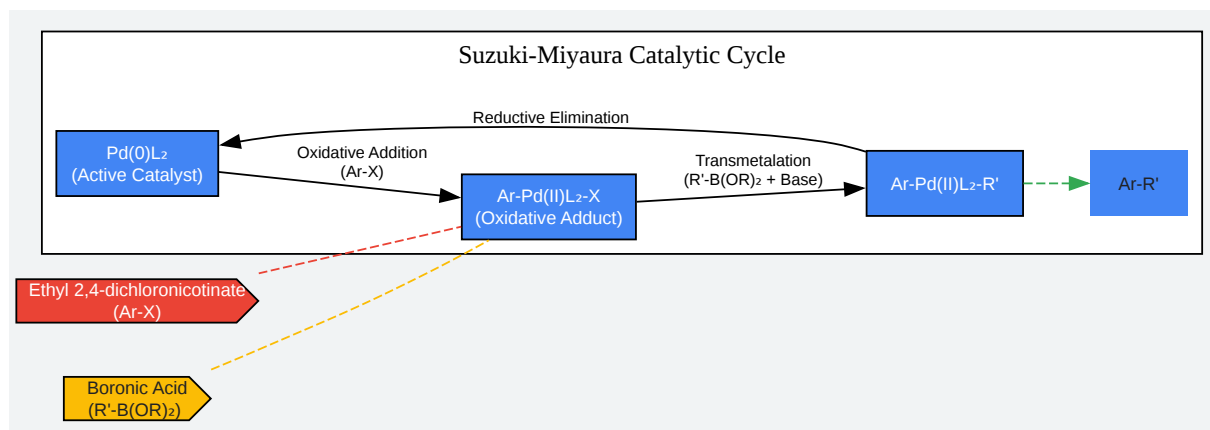 Suzuki-Miyaura Catalytic Cycle
Reductive Elimination
Pd(0)L₂
(Active Catalyst)
Oxidative Addition
(Ar-X)
Ar-Pd(II)L₂-X
(Oxidative Adduct)
Transmetalation
(R'-B(OR)₂ + Base)
Ar-Pd(II)L₂-R'
Ar-R'
Ethyl 2,4-dichloronicotinate
(Ar-X)
Boronic Acid
(R'-B(OR)₂)